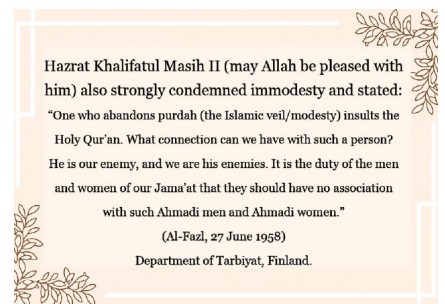 Hazrat Khalifatul Masih II (may Allah be pleased with
him) also strongly condemned immodesty and stated:
“One who abandons purdah (the Islamic veil/modesty) insults the
Holy Qur’an. What connection can we have with such a person?
He is our enemy, and we are his enemies. It is the duty of the men
and women of our Jama’at that they should have no association
with such Ahmadi men and Ahmadi women.”
(Al-Fazl, 27 June 1958)
Department of Tarbiyat, Finland.